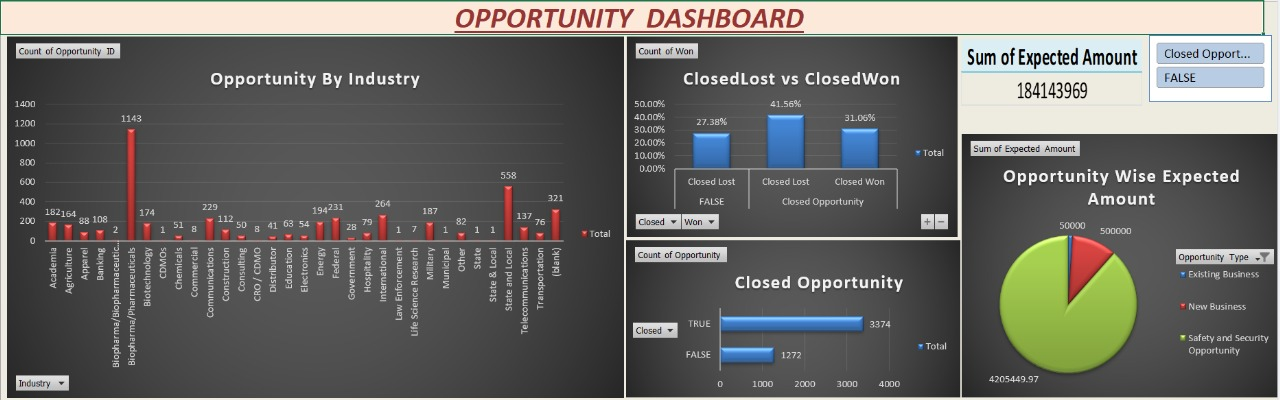 OPPORTUNITY DASHBOARD
Count of Opportunity ID
Opportunity By Industry
1400
1200
1000
800
600
400
200
0
182
164
88
108
2
1143
174
1
51
8
229
112
50
8
41
63
54
194
231
28
79
264
1
7
187
1
82
1
1
558
137
76
321
Academia
Agriculture
Apparel
Banking
Biopharma/Biopharmaceutic...
Biopharma/Pharmaceuticals
Biotechnology
CDMOs
Chemicals
Commercial
Communications
Construction
Consulting
CRO / CDMO
Distributor
Education
Electronics
Energy
Federal
Government
Hospitality
International
Law Enforcement
Life Science Research
Military
Municipal
Other
State
State & Local
State and Local
Telecommunications
Transportation
(blank)
Total
Industry
Count of Won
ClosedLost vs ClosedWon
50.00%
40.00%
30.00%
20.00%
10.00%
0.00%
27.38%
41.56%
31.06%
Closed Lost
Closed Lost
Closed Won
FALSE
Closed Opportunity
Total
Closed
Won
+ −
Count of Opportunity
Closed Opportunity
TRUE
3374
FALSE
1272
0 1000 2000 3000 4000
Closed
Total
Sum of Expected Amount
184143969
Closed Opport...
FALSE
Sum of Expected Amount
Opportunity Wise Expected
Amount
50000
500000
4205449.97
Opportunity Type
Existing Business
New Business
Safety and Security
Opportunity